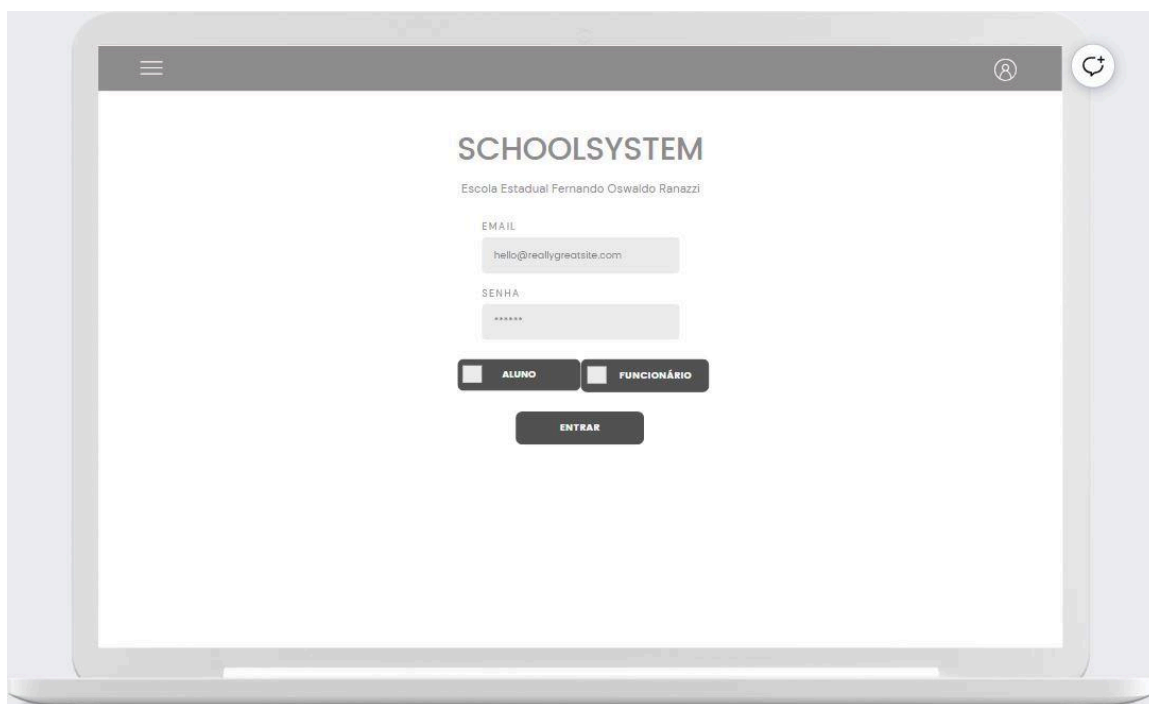 SCHOOLSYSTEM
Escola Estadual Fernando Oswaldo Ranazzi
EMAIL
hello@reallygreatsite.com
SENHA
******
ALUNO FUNCIONÁRIO
ENTRAR